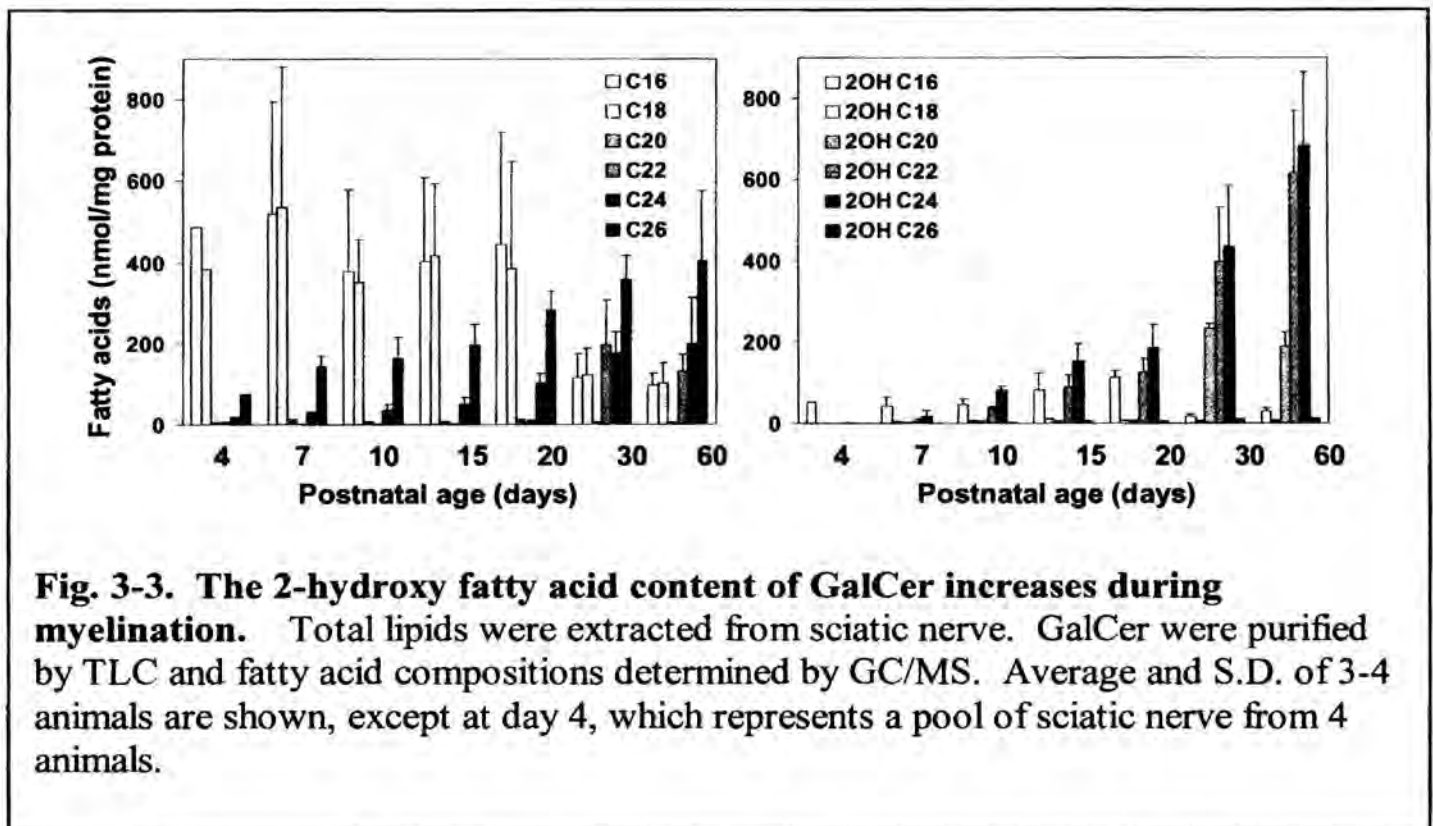 Fatty acids (nmol/mg protein)
800
600
400
200
0
C16
C18
C20
C22
C24
C26
4 7 10 15 20 30 60
Postnatal age (days)
800
600
400
200
0
2OH C16
2OH C18
2OH C20
2OH C22
2OH C24
2OH C26
4 7 10 15 20 30 60
Postnatal age (days)
Fig. 3-3. The 2-hydroxy fatty acid content of GalCer increases during
myelination. Total lipids were extracted from sciatic nerve. GalCer were purified
by TLC and fatty acid compositions determined by GC/MS. Average and S.D. of 3-4
animals are shown, except at day 4, which represents a pool of sciatic nerve from 4
animals.